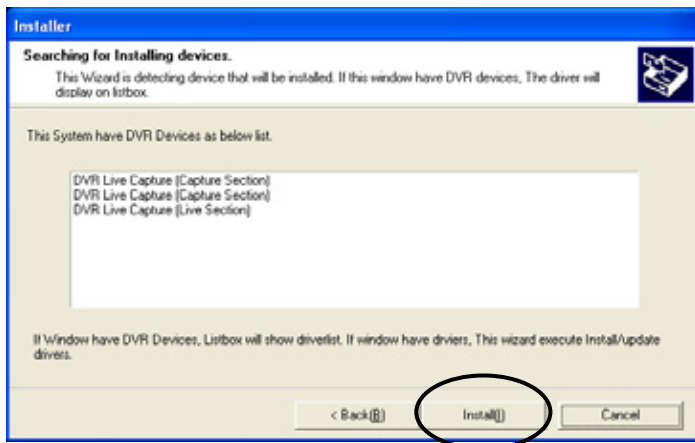 Installer
Searching for Installing devices.
This Wizard is detecting device that will be installed. If this window have DVR devices, The driver will
display on listbox.
This System have DVR Devices as below list.
DVR Live Capture (Capture Section)
DVR Live Capture (Capture Section)
DVR Live Capture (Live Section)
If Window have DVR Devices, Listbox will show driverlist. If window have drviers, This wizard execute Install/update
drivers.
< Back(B) Install(I) Cancel